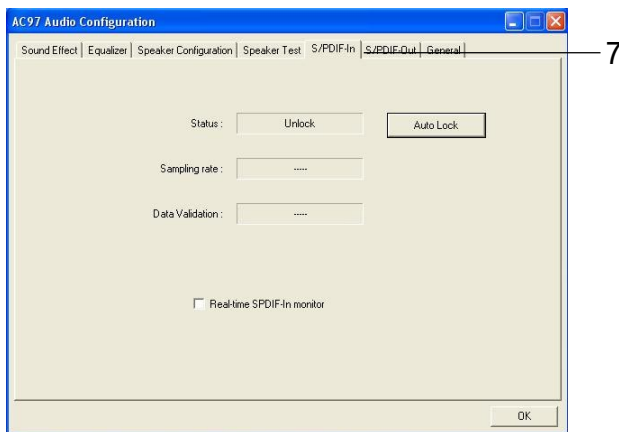 AC97 Audio Configuration
Sound Effect Equalizer Speaker Configuration Speaker Test S/PDIF-In S/PDIF-Out General 7
Status : Unlock Auto Lock
Sampling rate : -----
Data Validation : -----
Real-time SPDIF-In monitor
OK